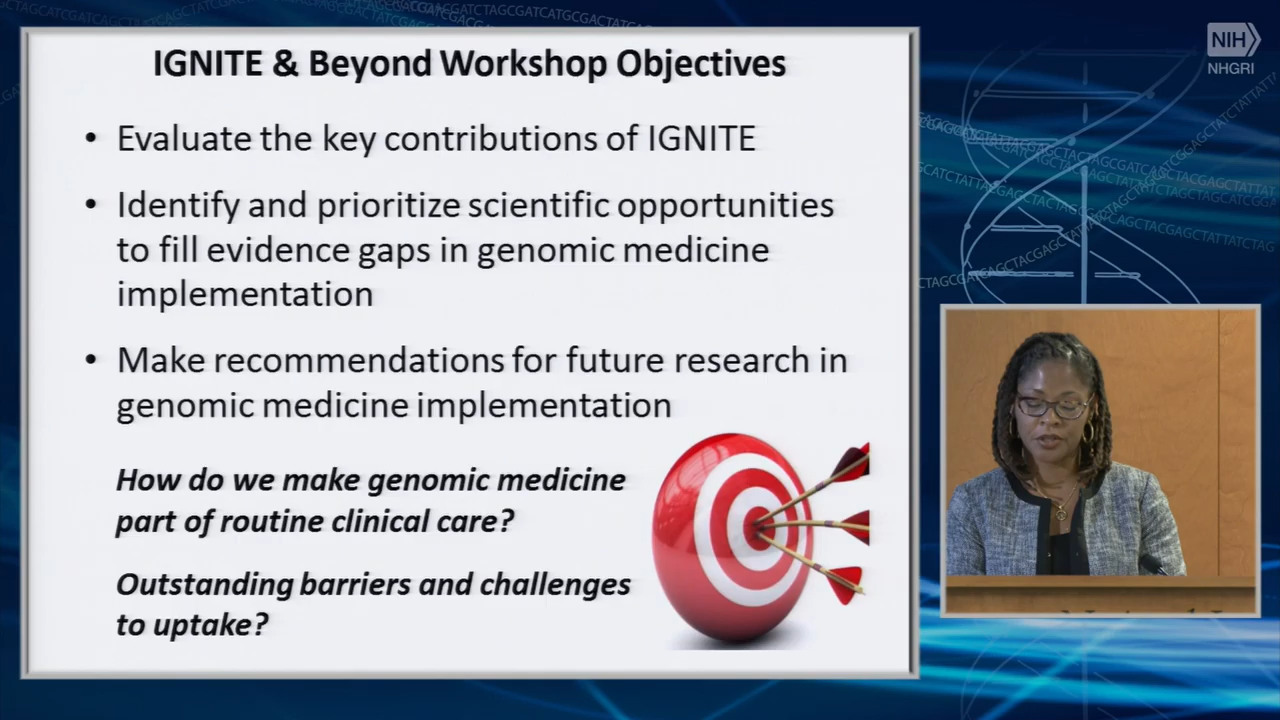 IGNITE & Beyond Workshop Objectives
• Evaluate the key contributions of IGNITE
• Identify and prioritize scientific opportunities
to fill evidence gaps in genomic medicine
implementation
• Make recommendations for future research in
genomic medicine implementation
How do we make genomic medicine
part of routine clinical care?
Outstanding barriers and challenges
to uptake?
NIH
NHGRI